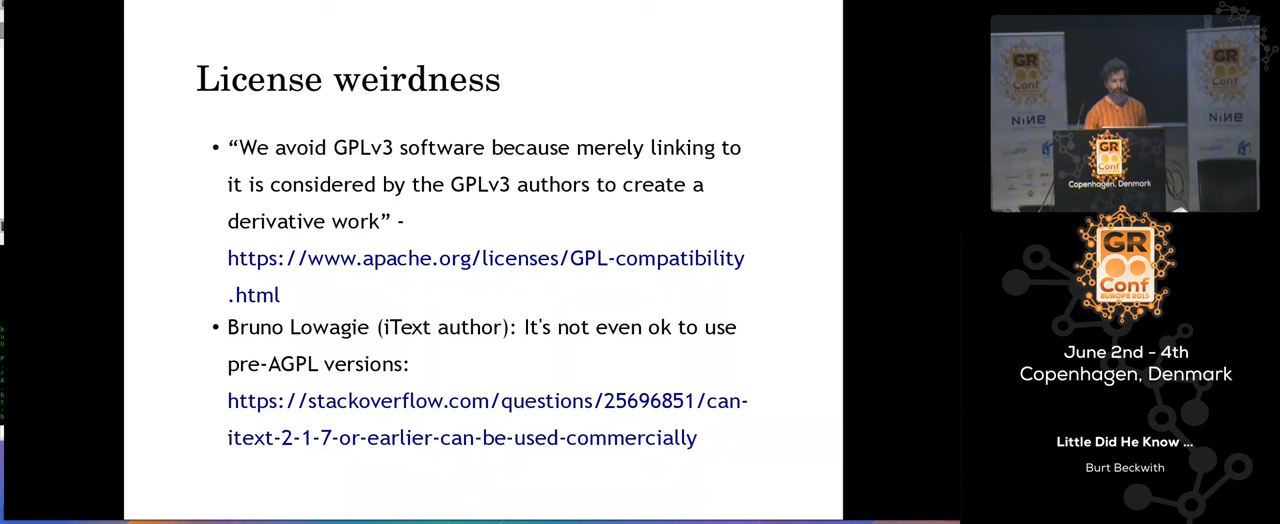 License weirdness
• “We avoid GPLv3 software because merely linking to
it is considered by the GPLv3 authors to create a
derivative work” -
https://www.apache.org/licenses/GPL-compatibility
.html
• Bruno Lowagie (iText author): It's not even ok to use
pre-AGPL versions:
https://stackoverflow.com/questions/25696851/can-
itext-2-1-7-or-earlier-can-be-used-commercially
GR
Conf
NINE
GR
Conf
NINE
GR
Conf
Copenhagen, Denmark
GR
Conf
EUROPE 2015
June 2nd - 4th
Copenhagen, Denmark
Little Did He Know ...
Burt Beckwith